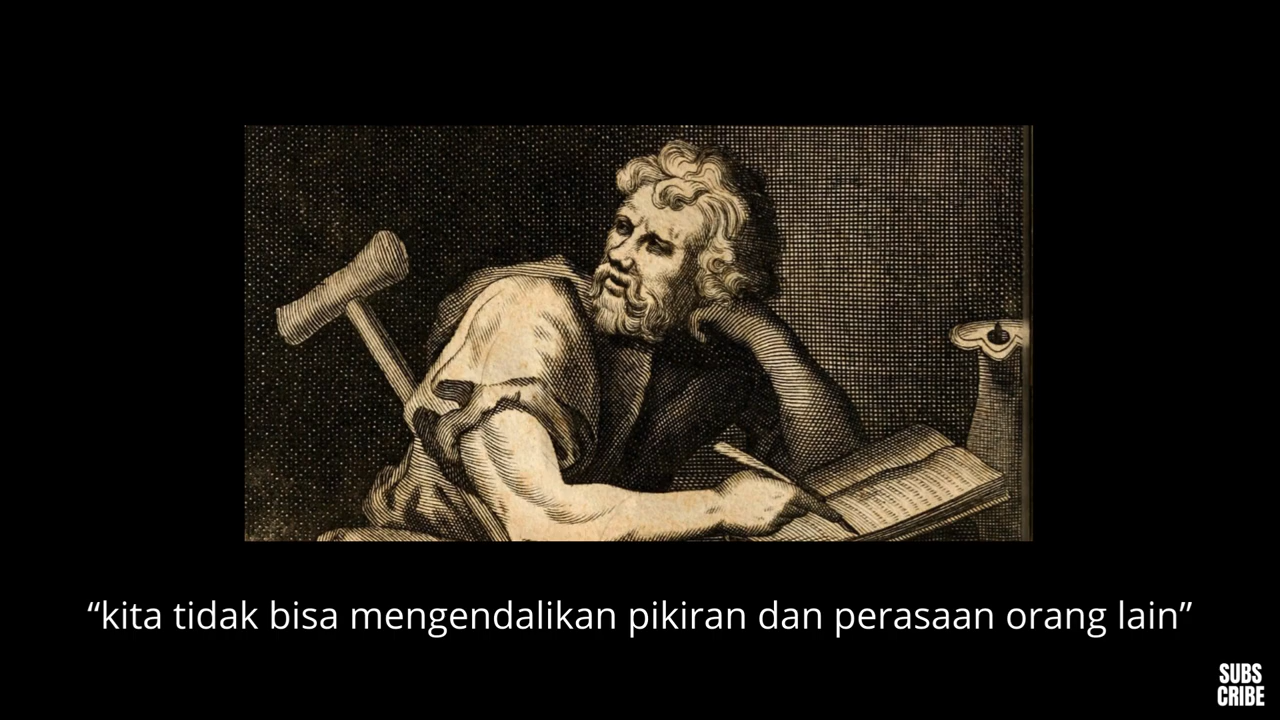 “kita tidak bisa mengendalikan pikiran dan perasaan orang lain”
SUBS
CRIBE